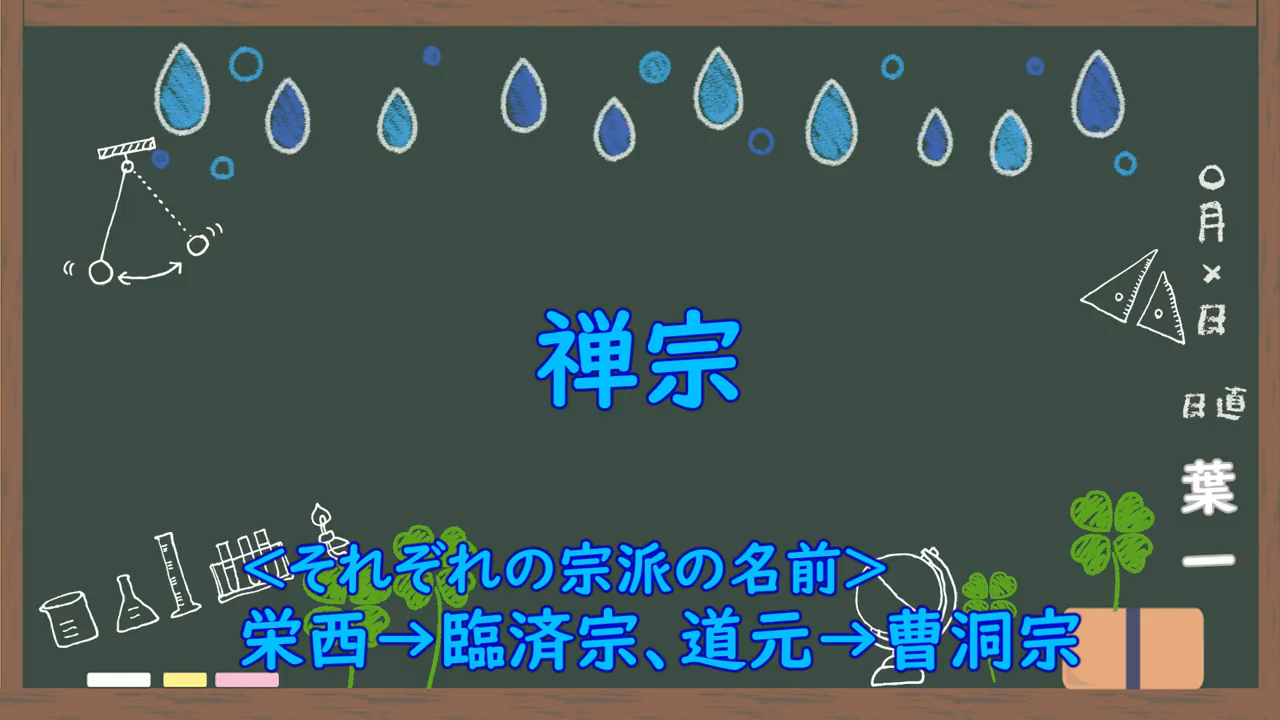 禅宗
<それぞれの宗派の名前>
栄西→臨済宗、道元→曹洞宗
○月×日
日直
葉一